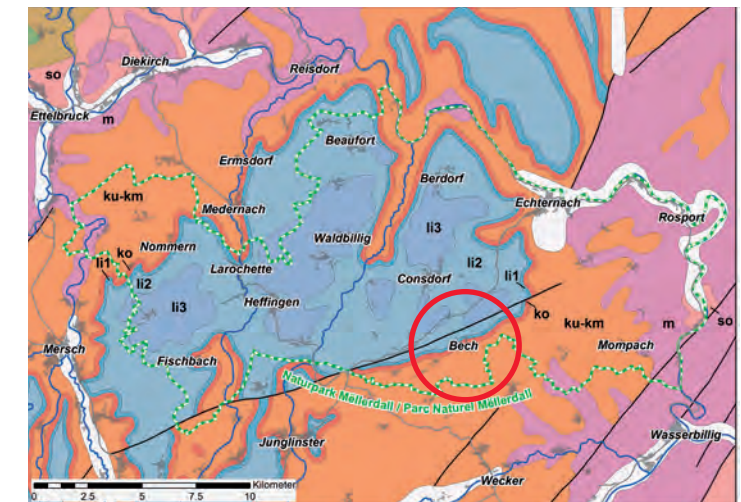 Diekirch
Reisdorf
so
Ettelbruck
m
Beaufort
Ermsdorf
Berdorf
Echternach
ku-km
Medernach
Rosport
li3
Nommern
Waldbillig
ko
li1
li2
Larochette
Consdorf
li2
li1
Heffingen
li3
ko
ku-km
m
so
Mersch
Bech
Mompach
Fischbach
Naturpark Mëllerdall / Parc Naturel Mëllerdall
Junglinster
Wasserbillig
Wecker
Kilometer
0 2.5 5 7.5 10